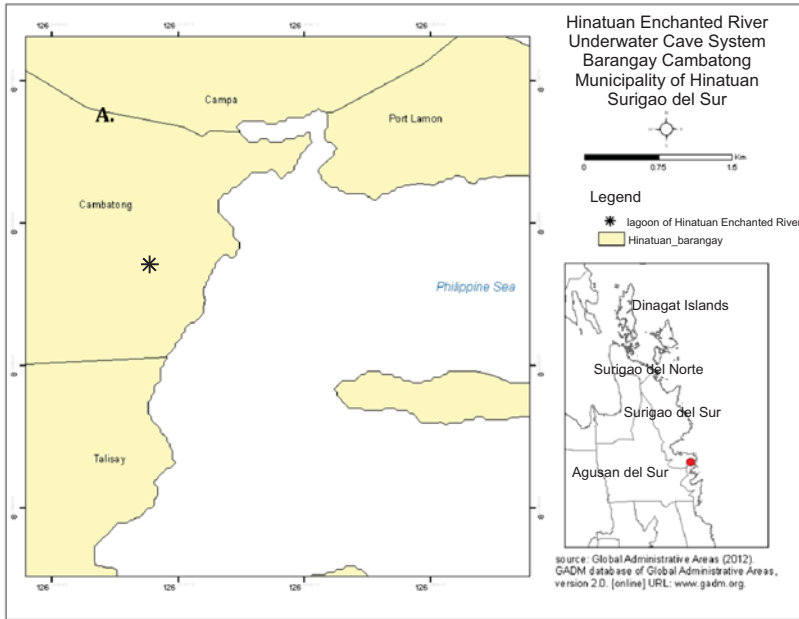 Hinatuan Enchanted River
Underwater Cave System
Barangay Cambatong
Municipality of Hinatuan
Surigao del Sur
N
0 0.75 1.5
Km
Legend
lagoon of Hinatuan Enchanted River
Hinatuan_barangay
126 126 126 126
A.
Campa
Port Lamon
Cambatong
Philippine Sea
Talisay
126 126 126 126
Dinagat Islands
Surigao del Norte
Surigao del Sur
Agusan del Sur
source: Global Administrative Areas (2012).
GADM database of Global Administrative Areas,
version 2.0. [online] URL: www.gadm.org.